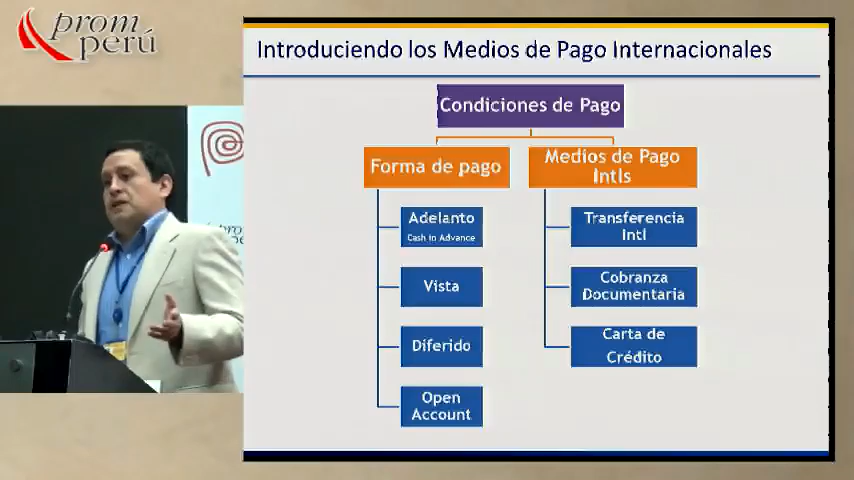 prom
perú
Introduciendo los Medios de Pago Internacionales
Condiciones de Pago
Forma de pago
Medios de Pago
Intls
Adelanto
Cash in Advance
Transferencia
Intl
Vista
Cobranza
Documentaria
Diferido
Carta de
Crédito
Open
Account